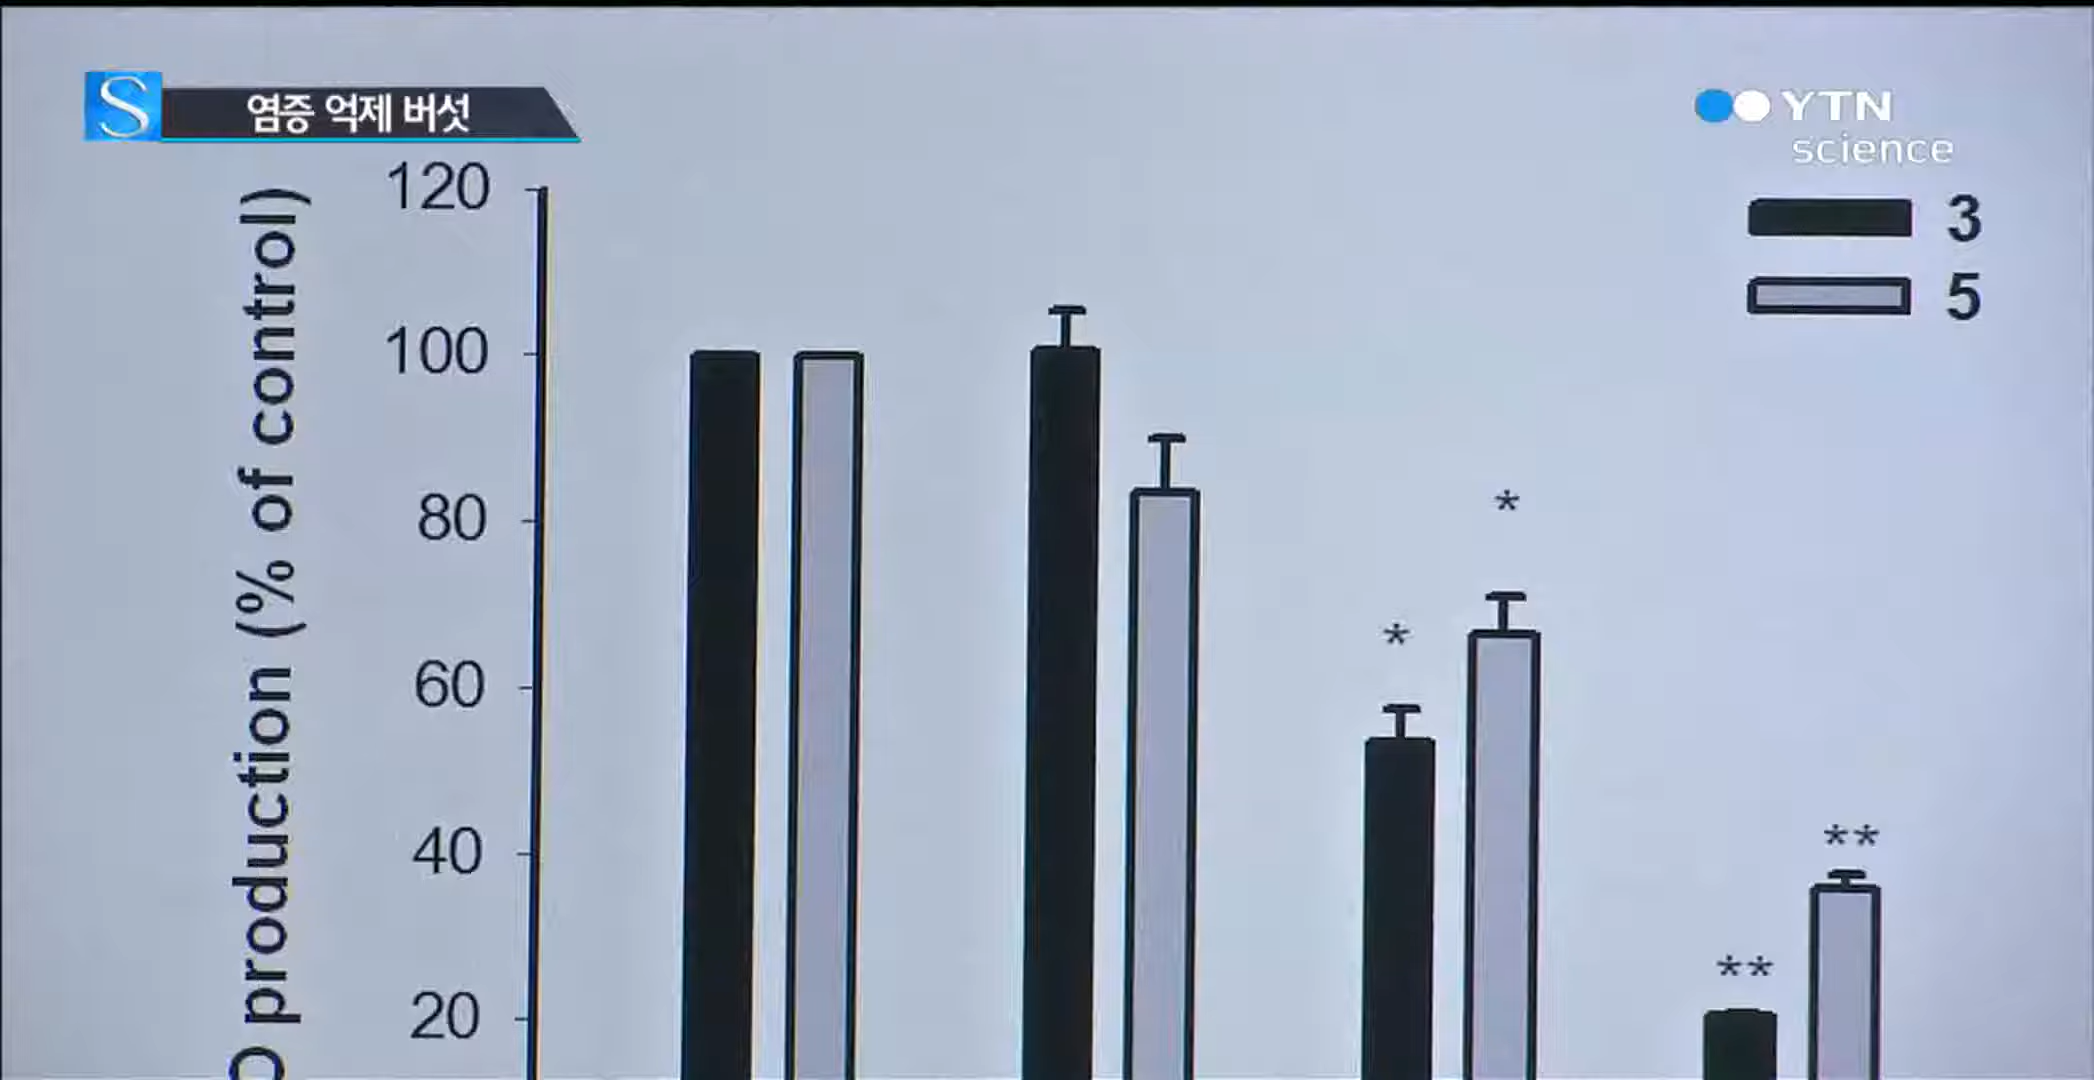 S
염증 억제 버섯
YTN
science
3
5
120
100
80
60
40
20
production (% of control)
*
*
**
**